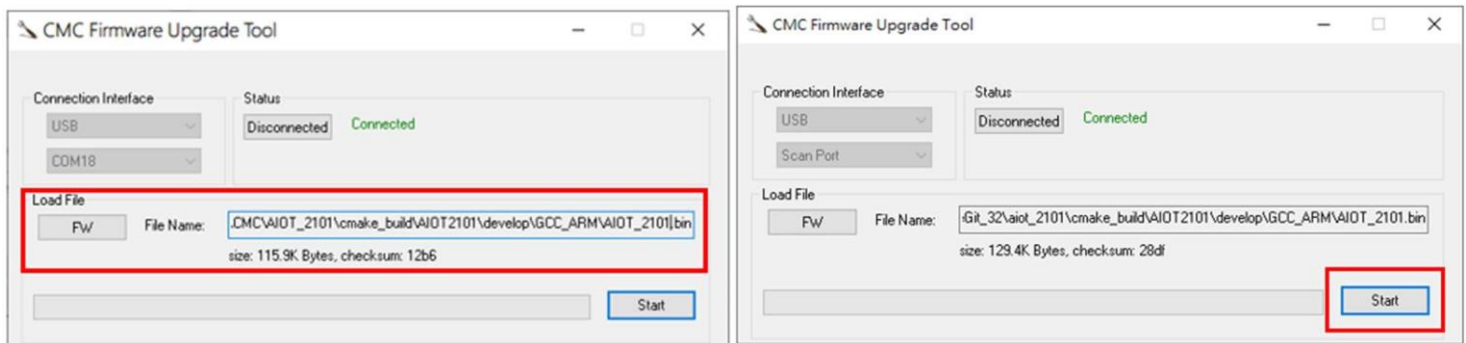 CMC Firmware Upgrade Tool
Connection Interface
Status
USB
Disconnected
Connected
COM18
Load File
FW
File Name:
.CMC\AIOT_2101\cmake_build\AIOT2101\develop\GCC_ARM\AIOT_2101.bin
size: 115.9K Bytes, checksum: 12b6
Start
CMC Firmware Upgrade Tool
Connection Interface
Status
USB
Disconnected
Connected
Scan Port
Load File
FW
File Name:
:Git_32\aiot_2101\cmake_build\AIOT2101\develop\GCC_ARM\AIOT_2101.bin
size: 129.4K Bytes, checksum: 28df
Start